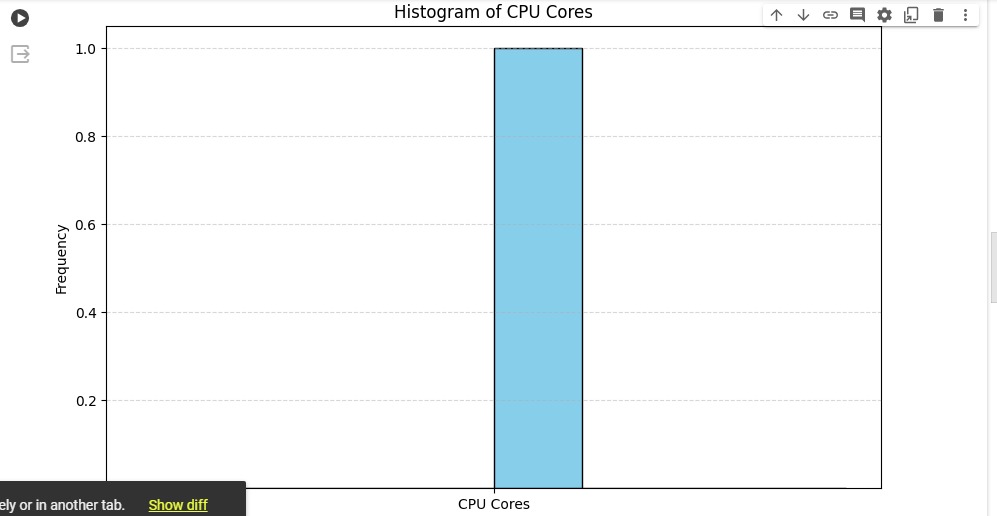 Histogram of CPU Cores
1.0
0.8
0.6
0.4
0.2
Frequency
CPU Cores
or in another tab. Show diff